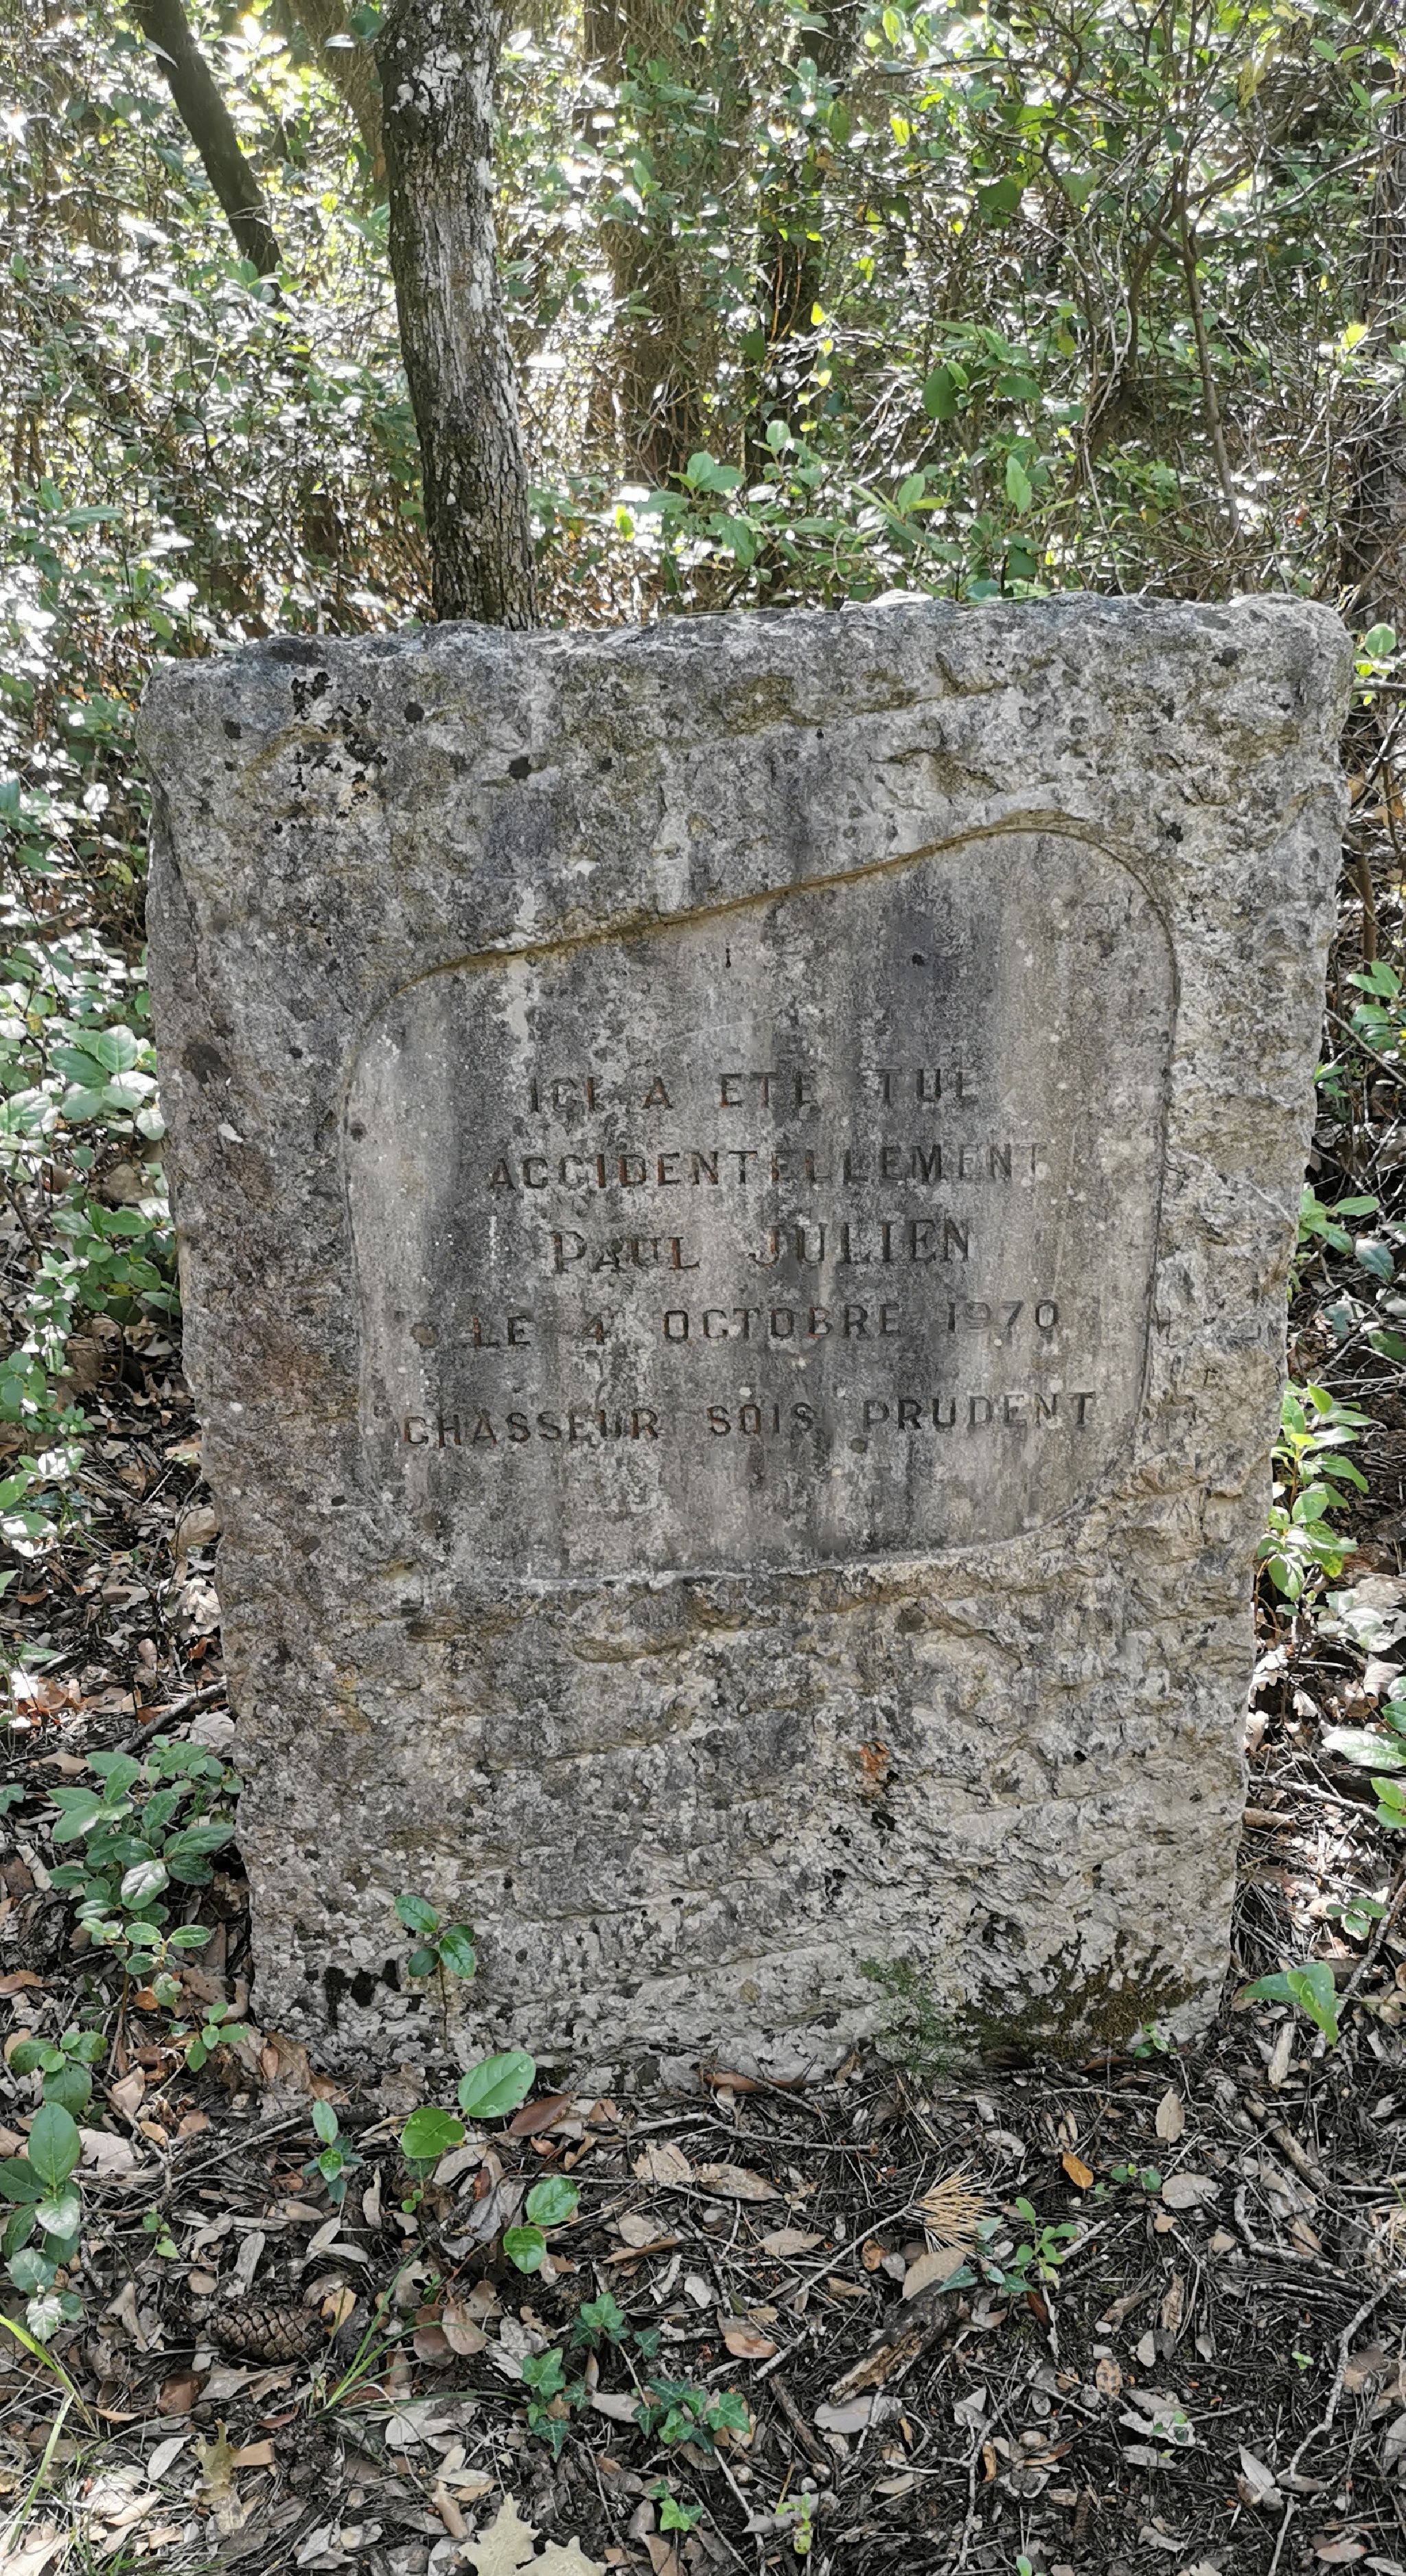 ICI A ETE TUE
ACCIDENTELLEMENT
PAUL JULIEN
LE 4 OCTOBRE 1970
CHASSEUR SOIS PRUDENT